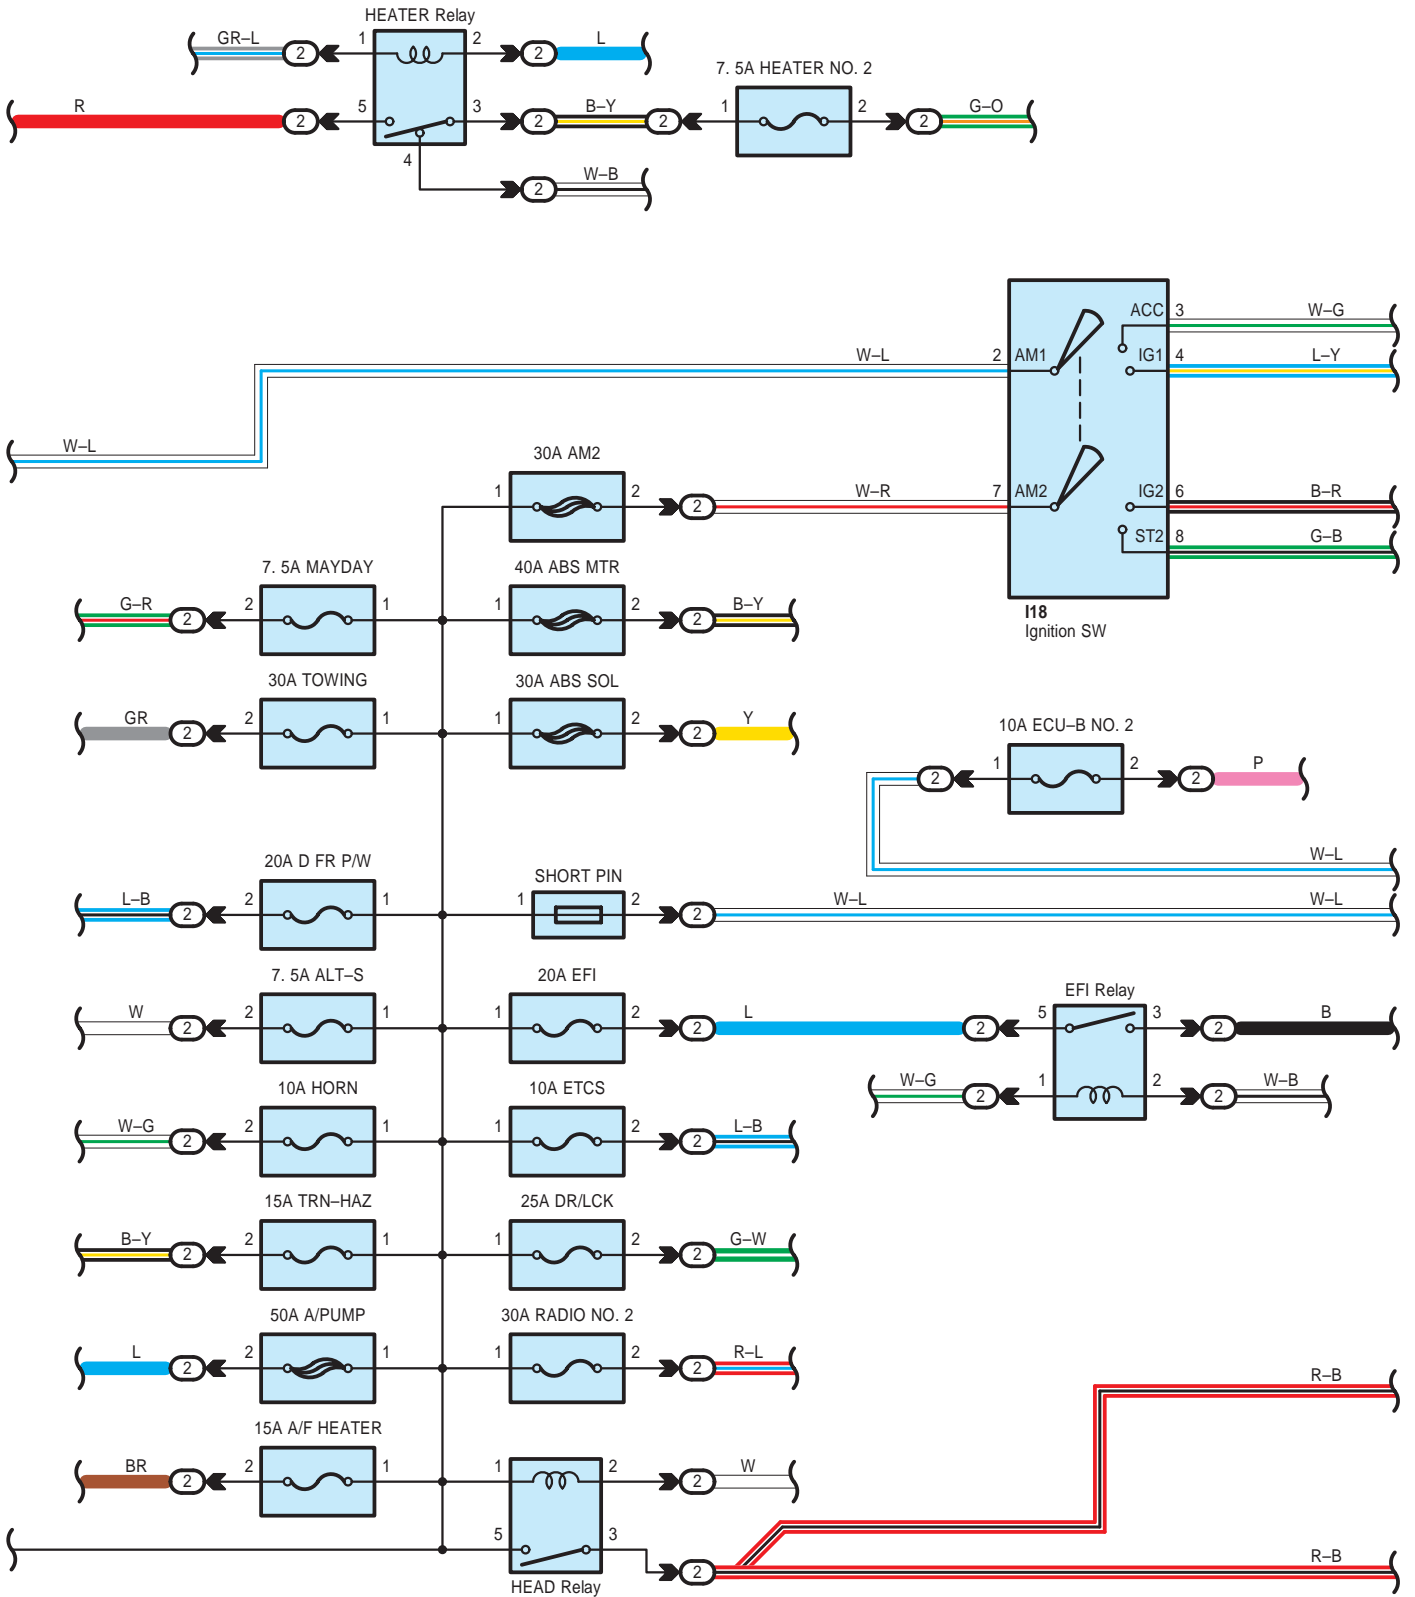 HEATER Relay
GR–L 2 1 2 2 L
7. 5A HEATER NO. 2
R 2 5 3 2 B–Y 2 1 2 2 G–O
4 2 W–B
ACC 3 W–G
W–L 2 AM1 IG1 4 L–Y
W–L
30A AM2
1 2 2 W–R 7 AM2 IG2 6 B–R
ST2 8 G–B
7. 5A MAYDAY 40A ABS MTR
G–R 2 2 1 1 2 2 B–Y
I18
Ignition SW
30A TOWING 30A ABS SOL
GR 2 2 1 1 2 2 Y
10A ECU–B NO. 2
2 1 2 2 P
W–L
20A D FR P/W SHORT PIN
L–B 2 2 1 1 2 2 W–L W–L
7. 5A ALT–S 20A EFI EFI Relay
W 2 2 1 1 2 2 L 2 5 3 2 B
10A HORN 10A ETCS
W–G 2 1 2 2 W–B
W–G 2 2 1 1 2 2 L–B
15A TRN–HAZ 25A DR/LCK
B–Y 2 2 1 1 2 2 G–W
50A A/PUMP 30A RADIO NO. 2
L 2 2 1 1 2 2 R–L
R–B
15A A/F HEATER
BR 2 2 1 1 2 2 W
5 3 2 R–B
HEAD Relay